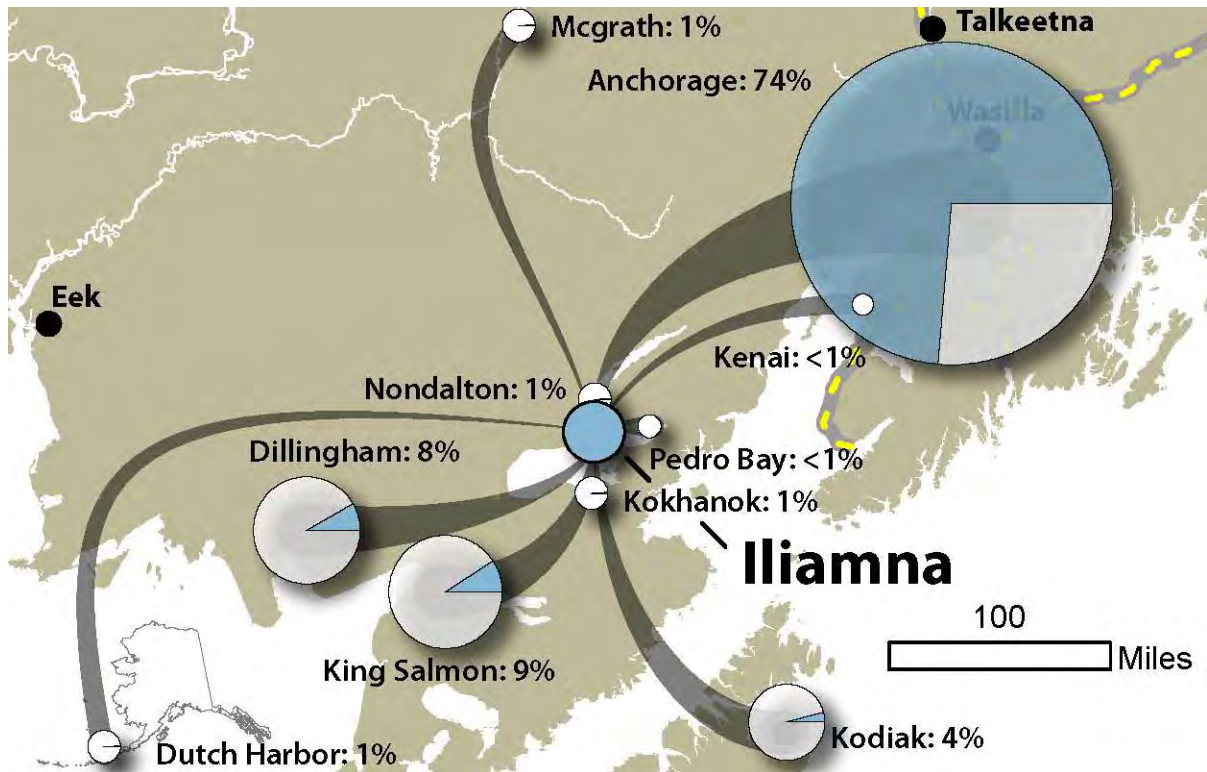 Mcgrath: 1%
Talkeetna
Anchorage: 74%
Wasilla
Eek
Kenai: <1%
Nondalton: 1%
Dillingham: 8%
Pedro Bay: <1%
Kokhanok: 1%
Iliamna
100
Miles
King Salmon: 9%
Kodiak: 4%
Dutch Harbor: 1%